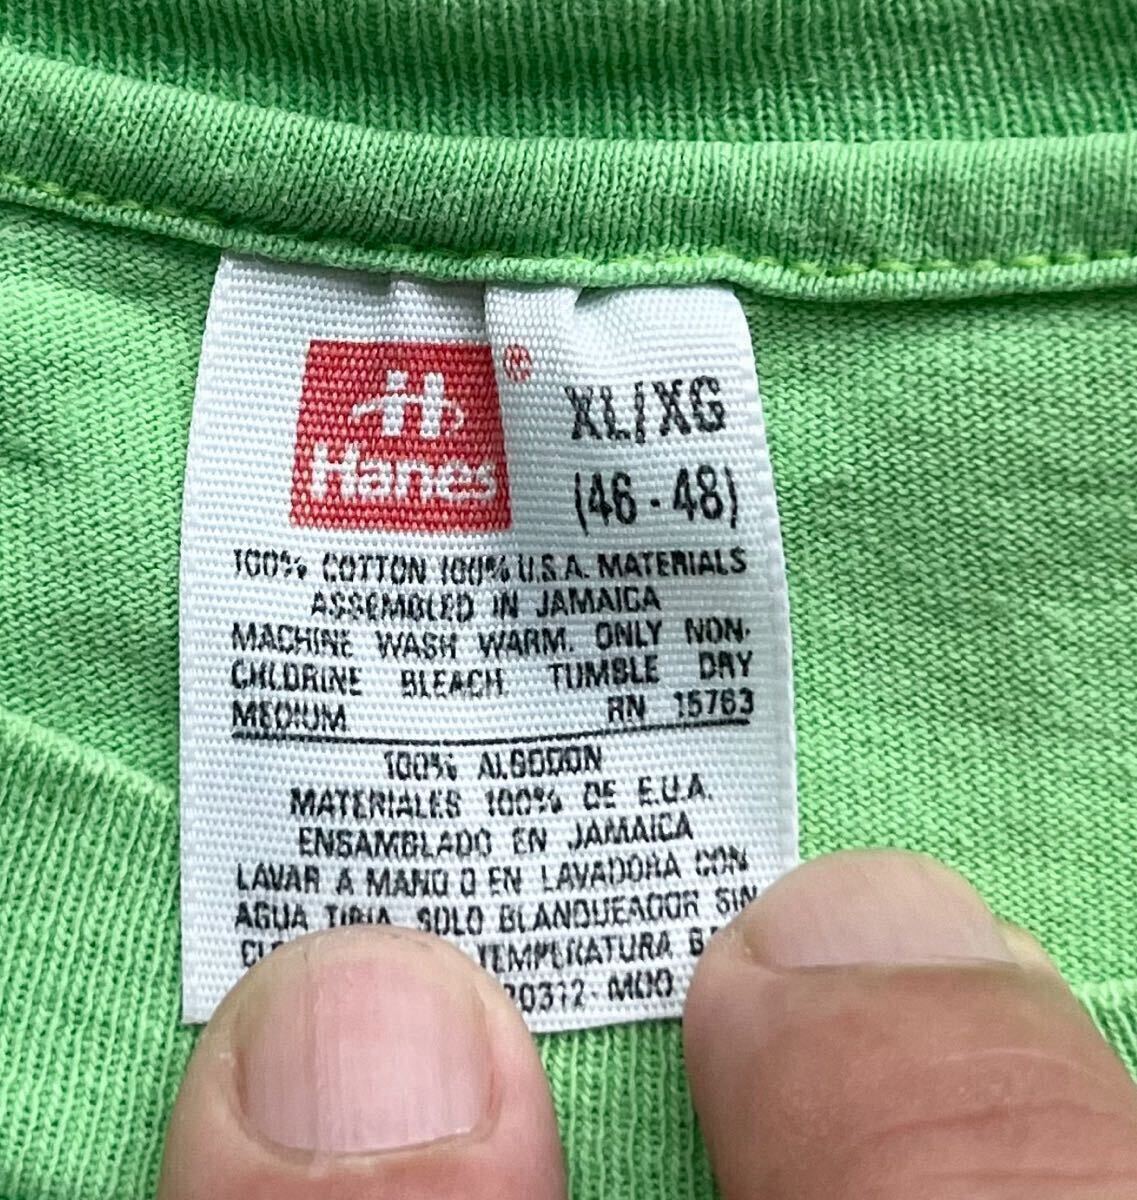 Hanes
®
XL/XG
(46 - 48)
100% COTTON 100% U.S.A. MATERIALS
ASSEMBLED IN JAMAICA
MACHINE WASH WARM. ONLY NON-
CHLORINE BLEACH. TUMBLE DRY
MEDIUM RN 15763
100% ALGODON
MATERIALES 100% DE E.U.A.
ENSAMBLADO EN JAMAICA
LAVAR A MANO O EN LAVADORA CON
AGUA TIBIA. SOLO BLANQUEADOR SIN
TEMPERATURA